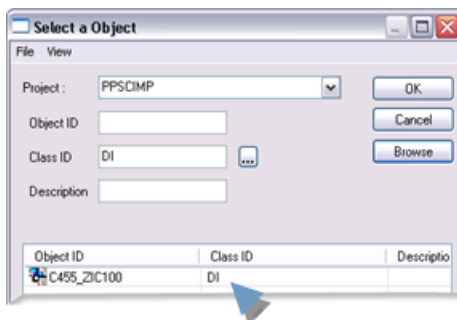 Select a Object
File View
Project : PPSCIMP OK
Object ID Cancel
Class ID DI ... Browse
Description
Object ID Class ID Descriptio
C455_ZIC100 DI